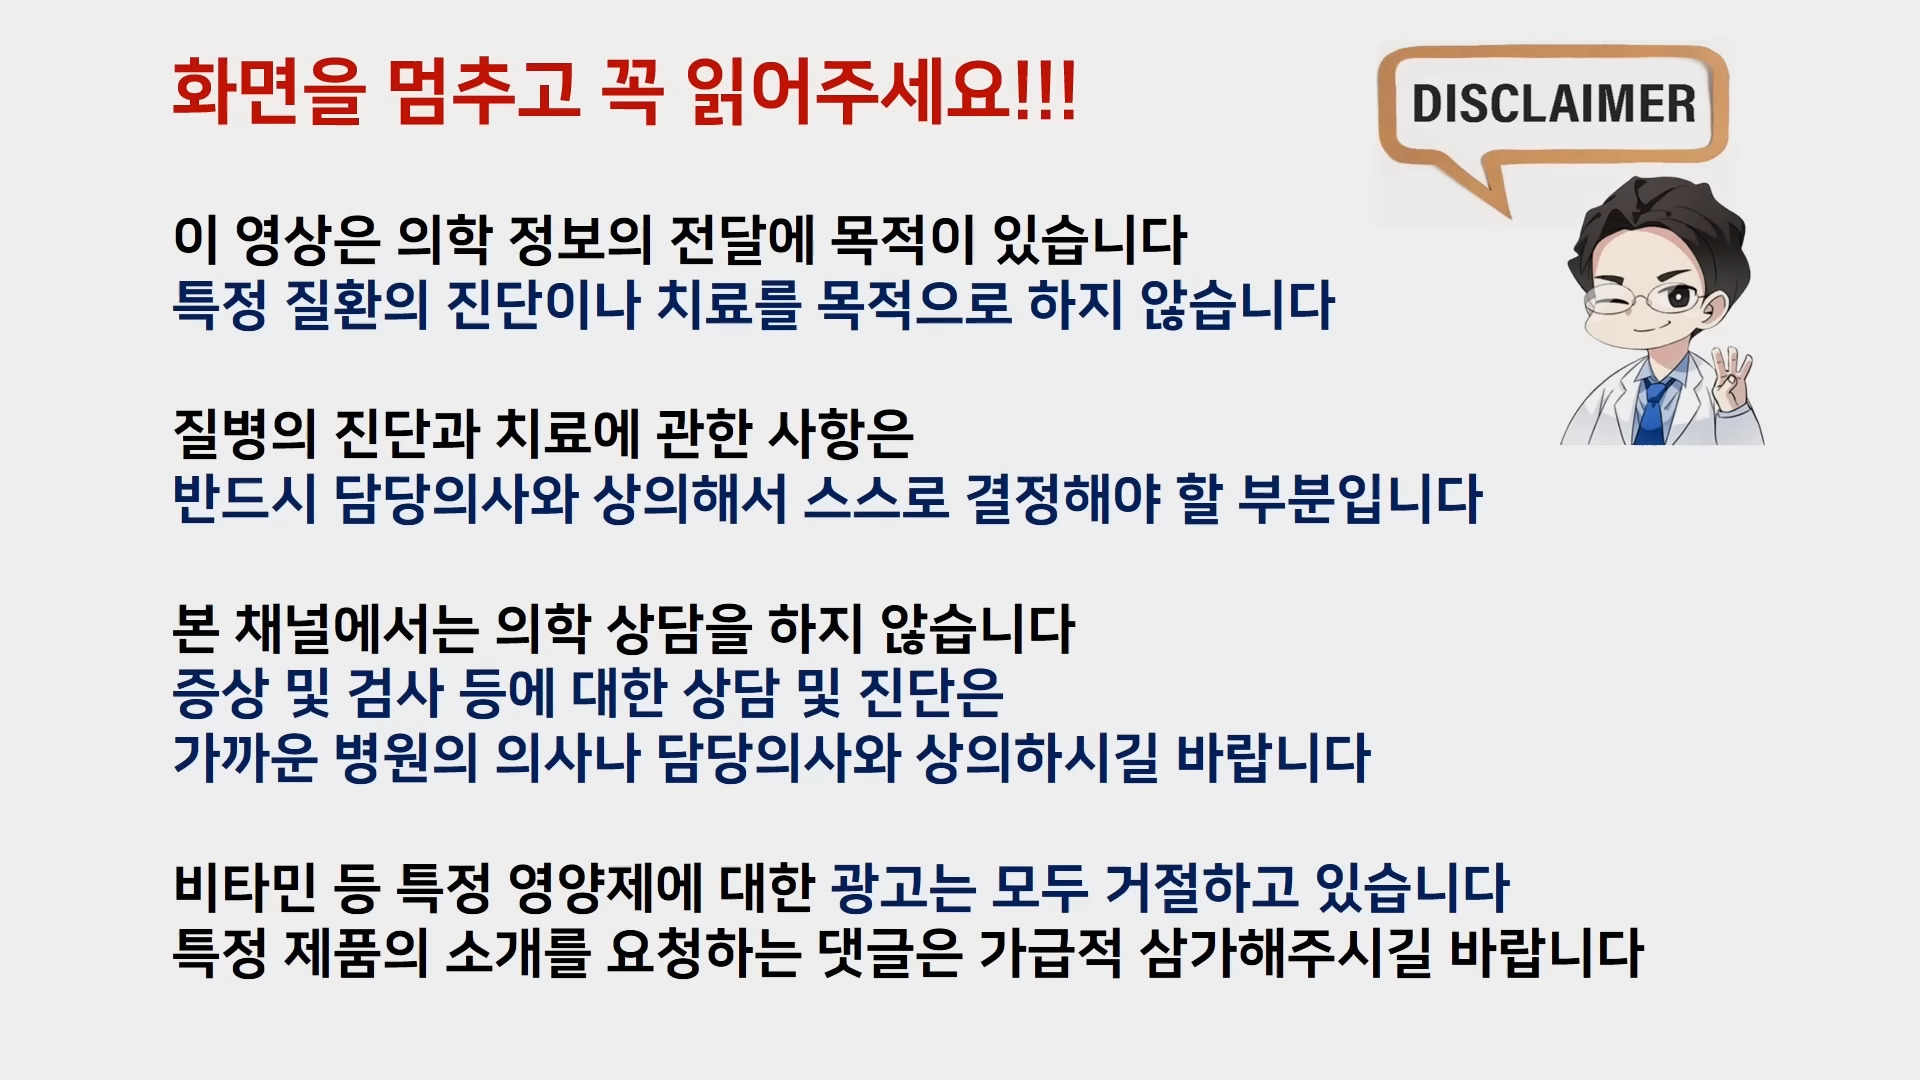 화면을 멈추고 꼭 읽어주세요!!!
DISCLAIMER
이 영상은 의학 정보의 전달에 목적이 있습니다
특정 질환의 진단이나 치료를 목적으로 하지 않습니다
질병의 진단과 치료에 관한 사항은
반드시 담당의사와 상의해서 스스로 결정해야 할 부분입니다
본 채널에서는 의학 상담을 하지 않습니다
증상 및 검사 등에 대한 상담 및 진단은
가까운 병원의 의사나 담당의사와 상의하시길 바랍니다
비타민 등 특정 영양제에 대한 광고는 모두 거절하고 있습니다
특정 제품의 소개를 요청하는 댓글은 가급적 삼가해주시길 바랍니다